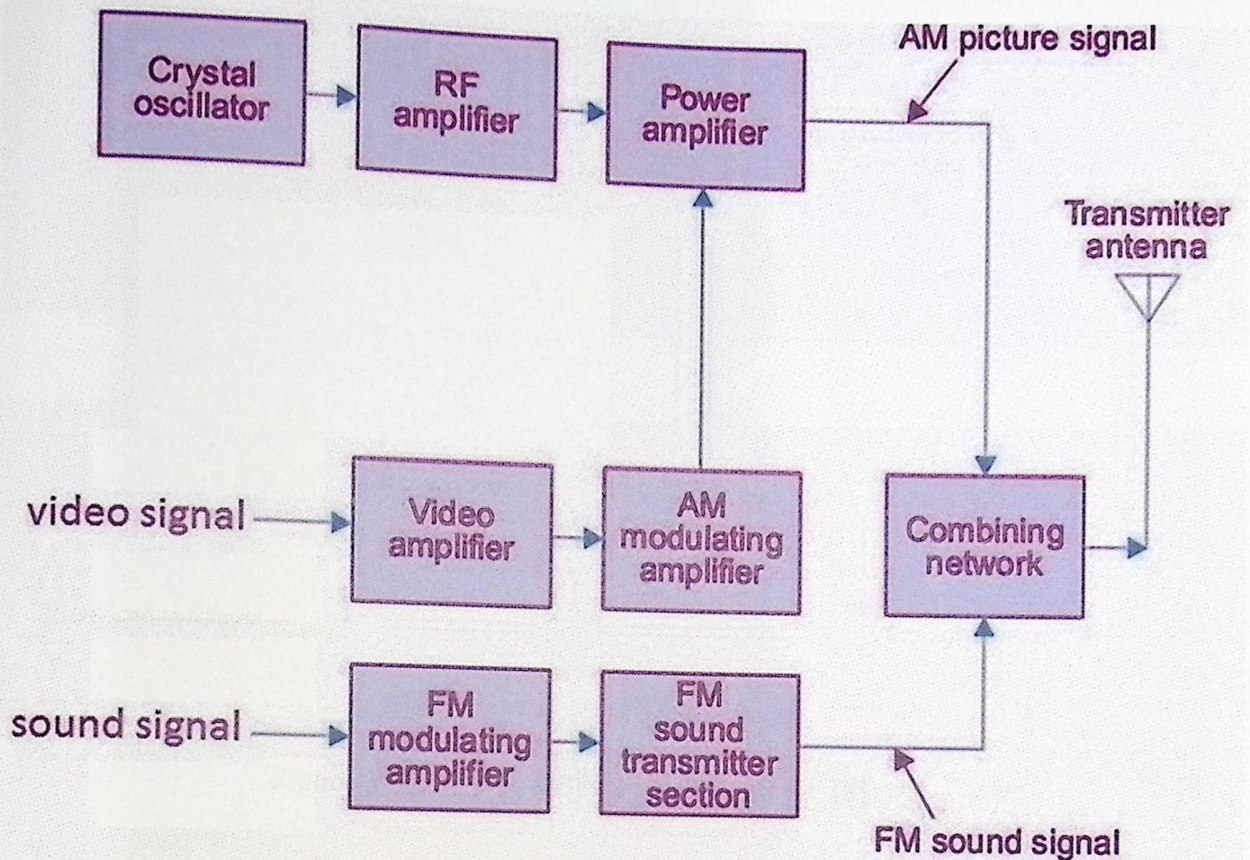 AM picture signal
Crystal
oscillator
RF
amplifier
Power
amplifier
Transmitter
antenna
video signal
Video
amplifier
AM
modulating
amplifier
Combining
network
sound signal
FM
modulating
amplifier
FM
sound
transmitter
section
FM sound signal